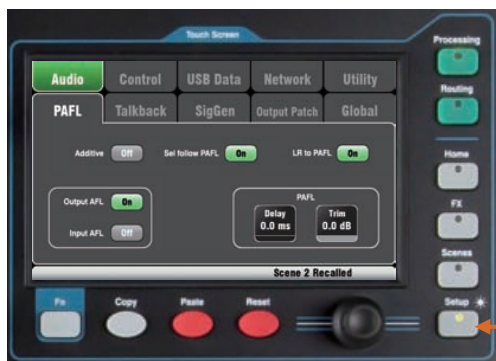 Touch Screen
Processing
Audio Control USB Data Network Utility
PAFL Talkback SigGen Output Patch Global
Routing
Additive Off Sel follow PAFL On LR to PAFL On
Home
Output AFL On
Input AFL Off
PAFL
Delay
0.0 ms
Trim
0.0 dB
FX
Scenes
Scene 2 Recalled
Fn Copy Paste Reset Setup